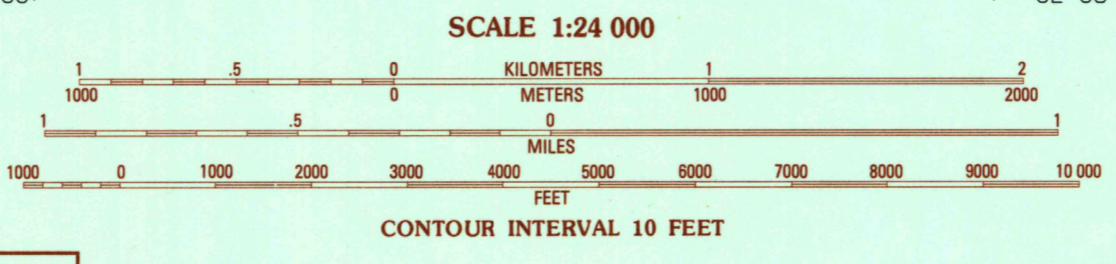 SCALE 1:24 000
1 .5 0 KILOMETERS 1 2
1000 0 METERS 1000 2000
1 .5 0 1
MILES
1000 0 1000 2000 3000 4000 5000 6000 7000 8000 9000 10 000
FEET
CONTOUR INTERVAL 10 FEET